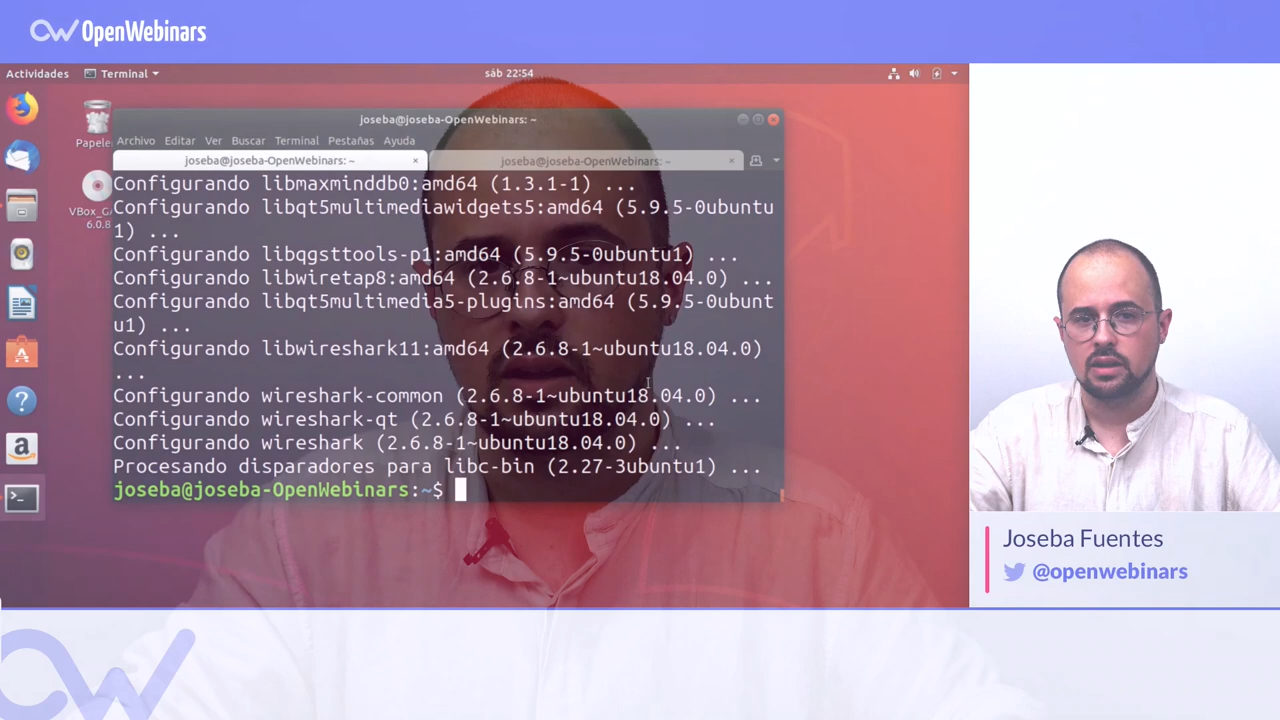 OpenWebinars
Actividades
Terminal
sáb 22:54
joseba@joseba-OpenWebinars: ~
Archivo Editar Ver Buscar Terminal Pestañas Ayuda
joseba@joseba-OpenWebinars: ~ ×
joseba@joseba-OpenWebinars: ~ ×
Papele
VBox_G
6.0.8
Configurando libmaxminddb0:amd64 (1.3.1-1) ...
Configurando libqt5multimediawidgets5:amd64 (5.9.5-0ubuntu
1) ...
Configurando libqgsttools-p1:amd64 (5.9.5-0ubuntu1) ...
Configurando libwiretap8:amd64 (2.6.8-1~ubuntu18.04.0) ...
Configurando libqt5multimedia5-plugins:amd64 (5.9.5-0ubunt
u1) ...
Configurando libwireshark11:amd64 (2.6.8-1~ubuntu18.04.0)
...
Configurando wireshark-common (2.6.8-1~ubuntu18.04.0) ...
Configurando wireshark-qt (2.6.8-1~ubuntu18.04.0) ...
Configurando wireshark (2.6.8-1~ubuntu18.04.0) ...
Procesando disparadores para libc-bin (2.27-3ubuntu1) ...
joseba@joseba-OpenWebinars:~$
Joseba Fuentes
@openwebinars